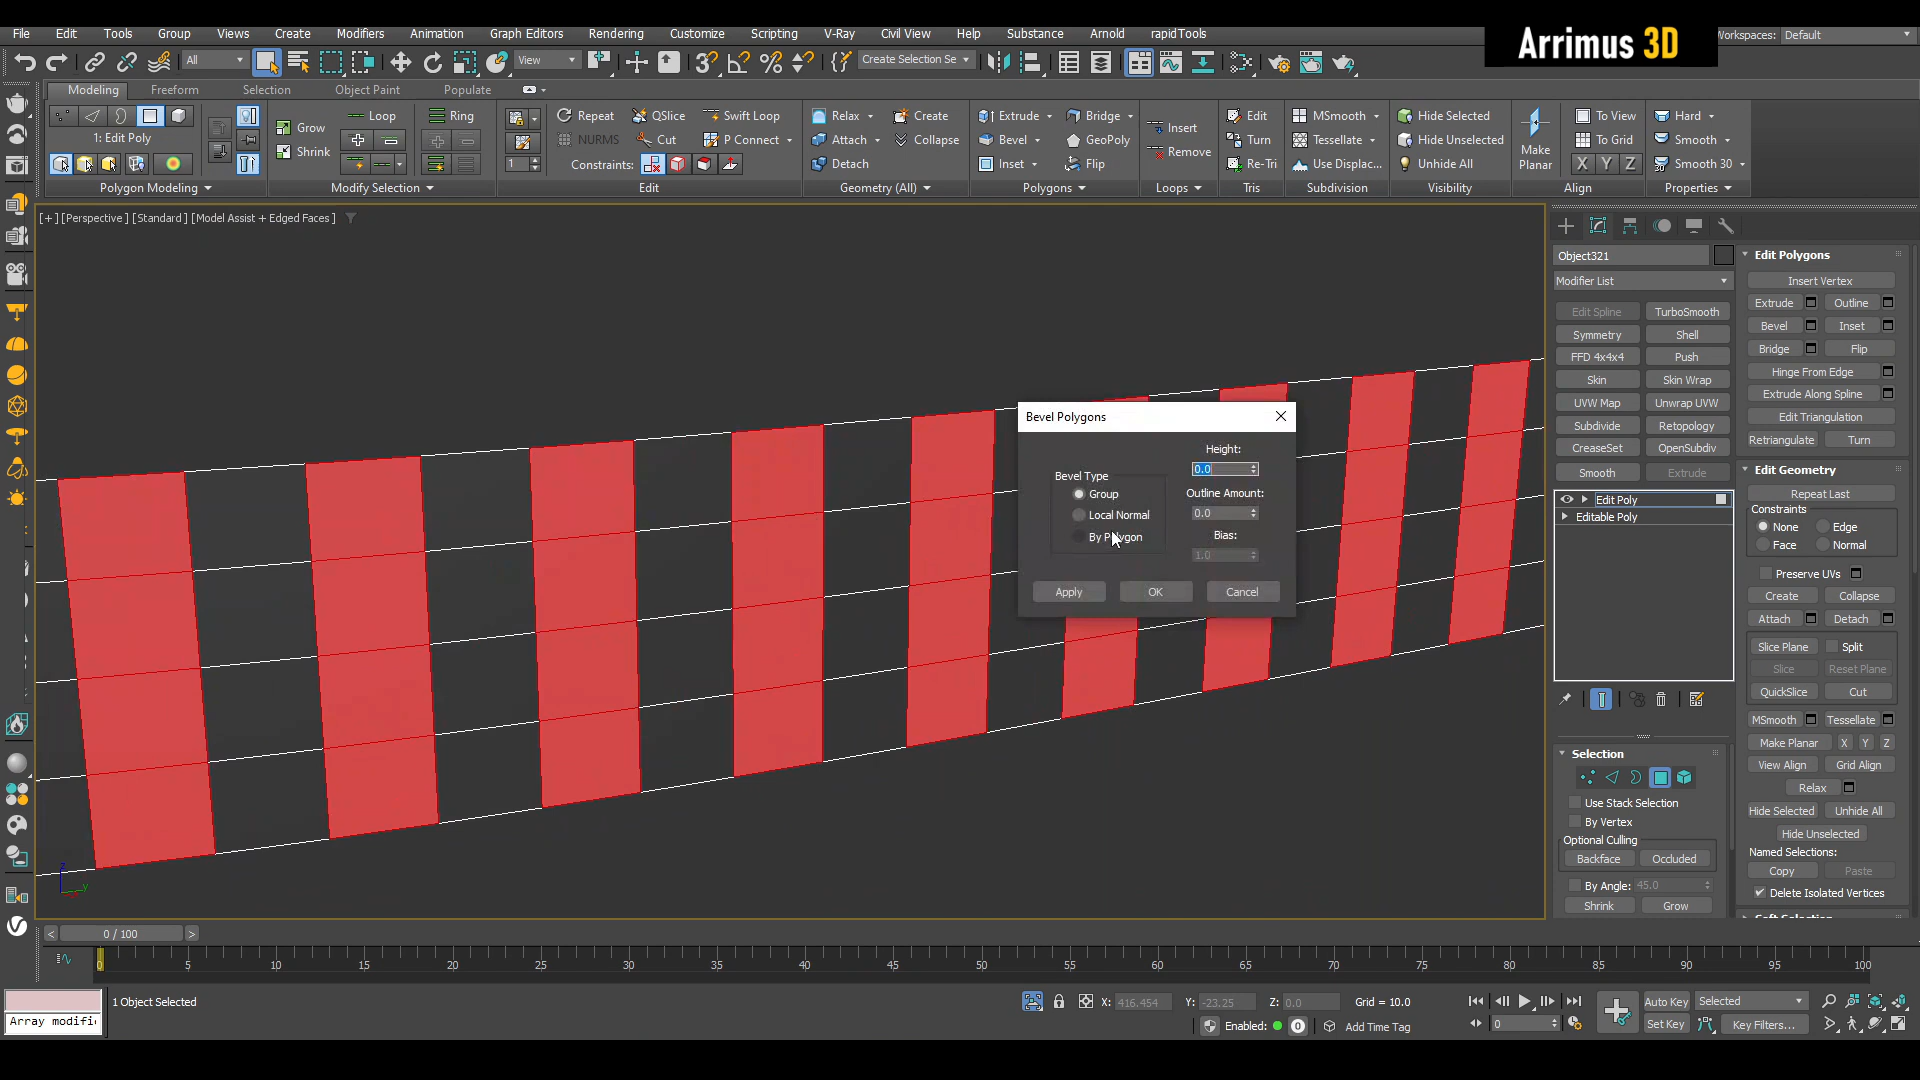 File Edit Tools Group Views Create Modifiers Animation Graph Editors Rendering Customize Scripting V-Ray Civil View Help Substance Arnold rapidTools Arrimus 3D Workspaces: Default
All View Create Selection Se
Modeling Freeform Selection Object Paint Populate
1: Edit Poly Grow Shrink Loop Ring Repeat QSlice Swift Loop NURMS Cut P Connect 1 Constraints:
Relax Create Attach Collapse Detach Extrude Bridge Bevel GeoPoly Inset Flip Insert Remove
Edit Turn Re-Tri MSmooth Tessellate Use Displac... Hide Selected Hide Unselected Unhide All Make Planar To View To Grid X Y Z Hard Smooth Smooth 30
Polygon Modeling Modify Selection Edit Geometry (All) Polygons Loops Tris Subdivision Visibility Align Properties
[+] [Perspective ] [Standard ] [Model Assist + Edged Faces ]
Bevel Polygons
Height:
0.0
Bevel Type
Group
Outline Amount:
Local Normal
0.0
By Polygon
Bias:
1.0
Apply OK Cancel
Object321
Modifier List
Edit Spline TurboSmooth
Symmetry Shell
FFD 4x4x4 Push
Skin Skin Wrap
UVW Map Unwrap UVW
Subdivide Retopology
CreaseSet OpenSubdiv
Smooth Extrude
Edit Poly
Editable Poly
Selection
Use Stack Selection
By Vertex
Optional Culling
Backface Occluded
By Angle: 45.0
Shrink Grow
Edit Polygons
Insert Vertex
Extrude Outline
Bevel Inset
Bridge Flip
Hinge From Edge
Extrude Along Spline
Edit Triangulation
Retriangulate Turn
Edit Geometry
Repeat Last
Constraints
None Edge
Face Normal
Preserve UVs
Create Collapse
Attach Detach
Slice Plane Split
Slice Reset Plane
QuickSlice Cut
MSmooth Tessellate
Make Planar X Y Z
View Align Grid Align
Relax
Hide Selected Unhide All
Hide Unselected
Named Selections:
Copy Paste
Delete Isolated Vertices
z
y
< 0 / 100 >
0 5 10 15 20 25 30 35 40 45 50 55 60 65 70 75 80 85 90 95 100
1 Object Selected X: 416.454 Y: -23.25 Z: 0.0 Grid = 10.0 Auto Key Selected
Array modifi Enabled: 0 Add Time Tag 0 Set Key Key Filters...